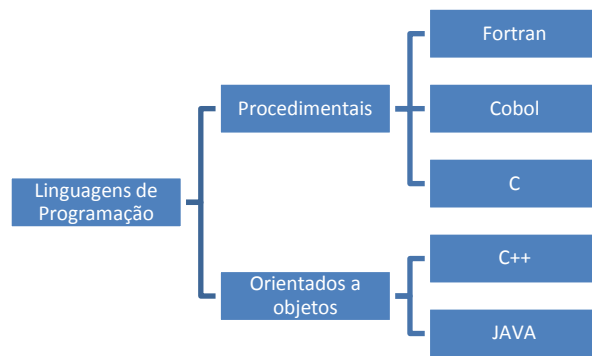 Linguagens de
Programação
Procedimentais
Fortran
Cobol
C
Orientados a
objetos
C++
JAVA